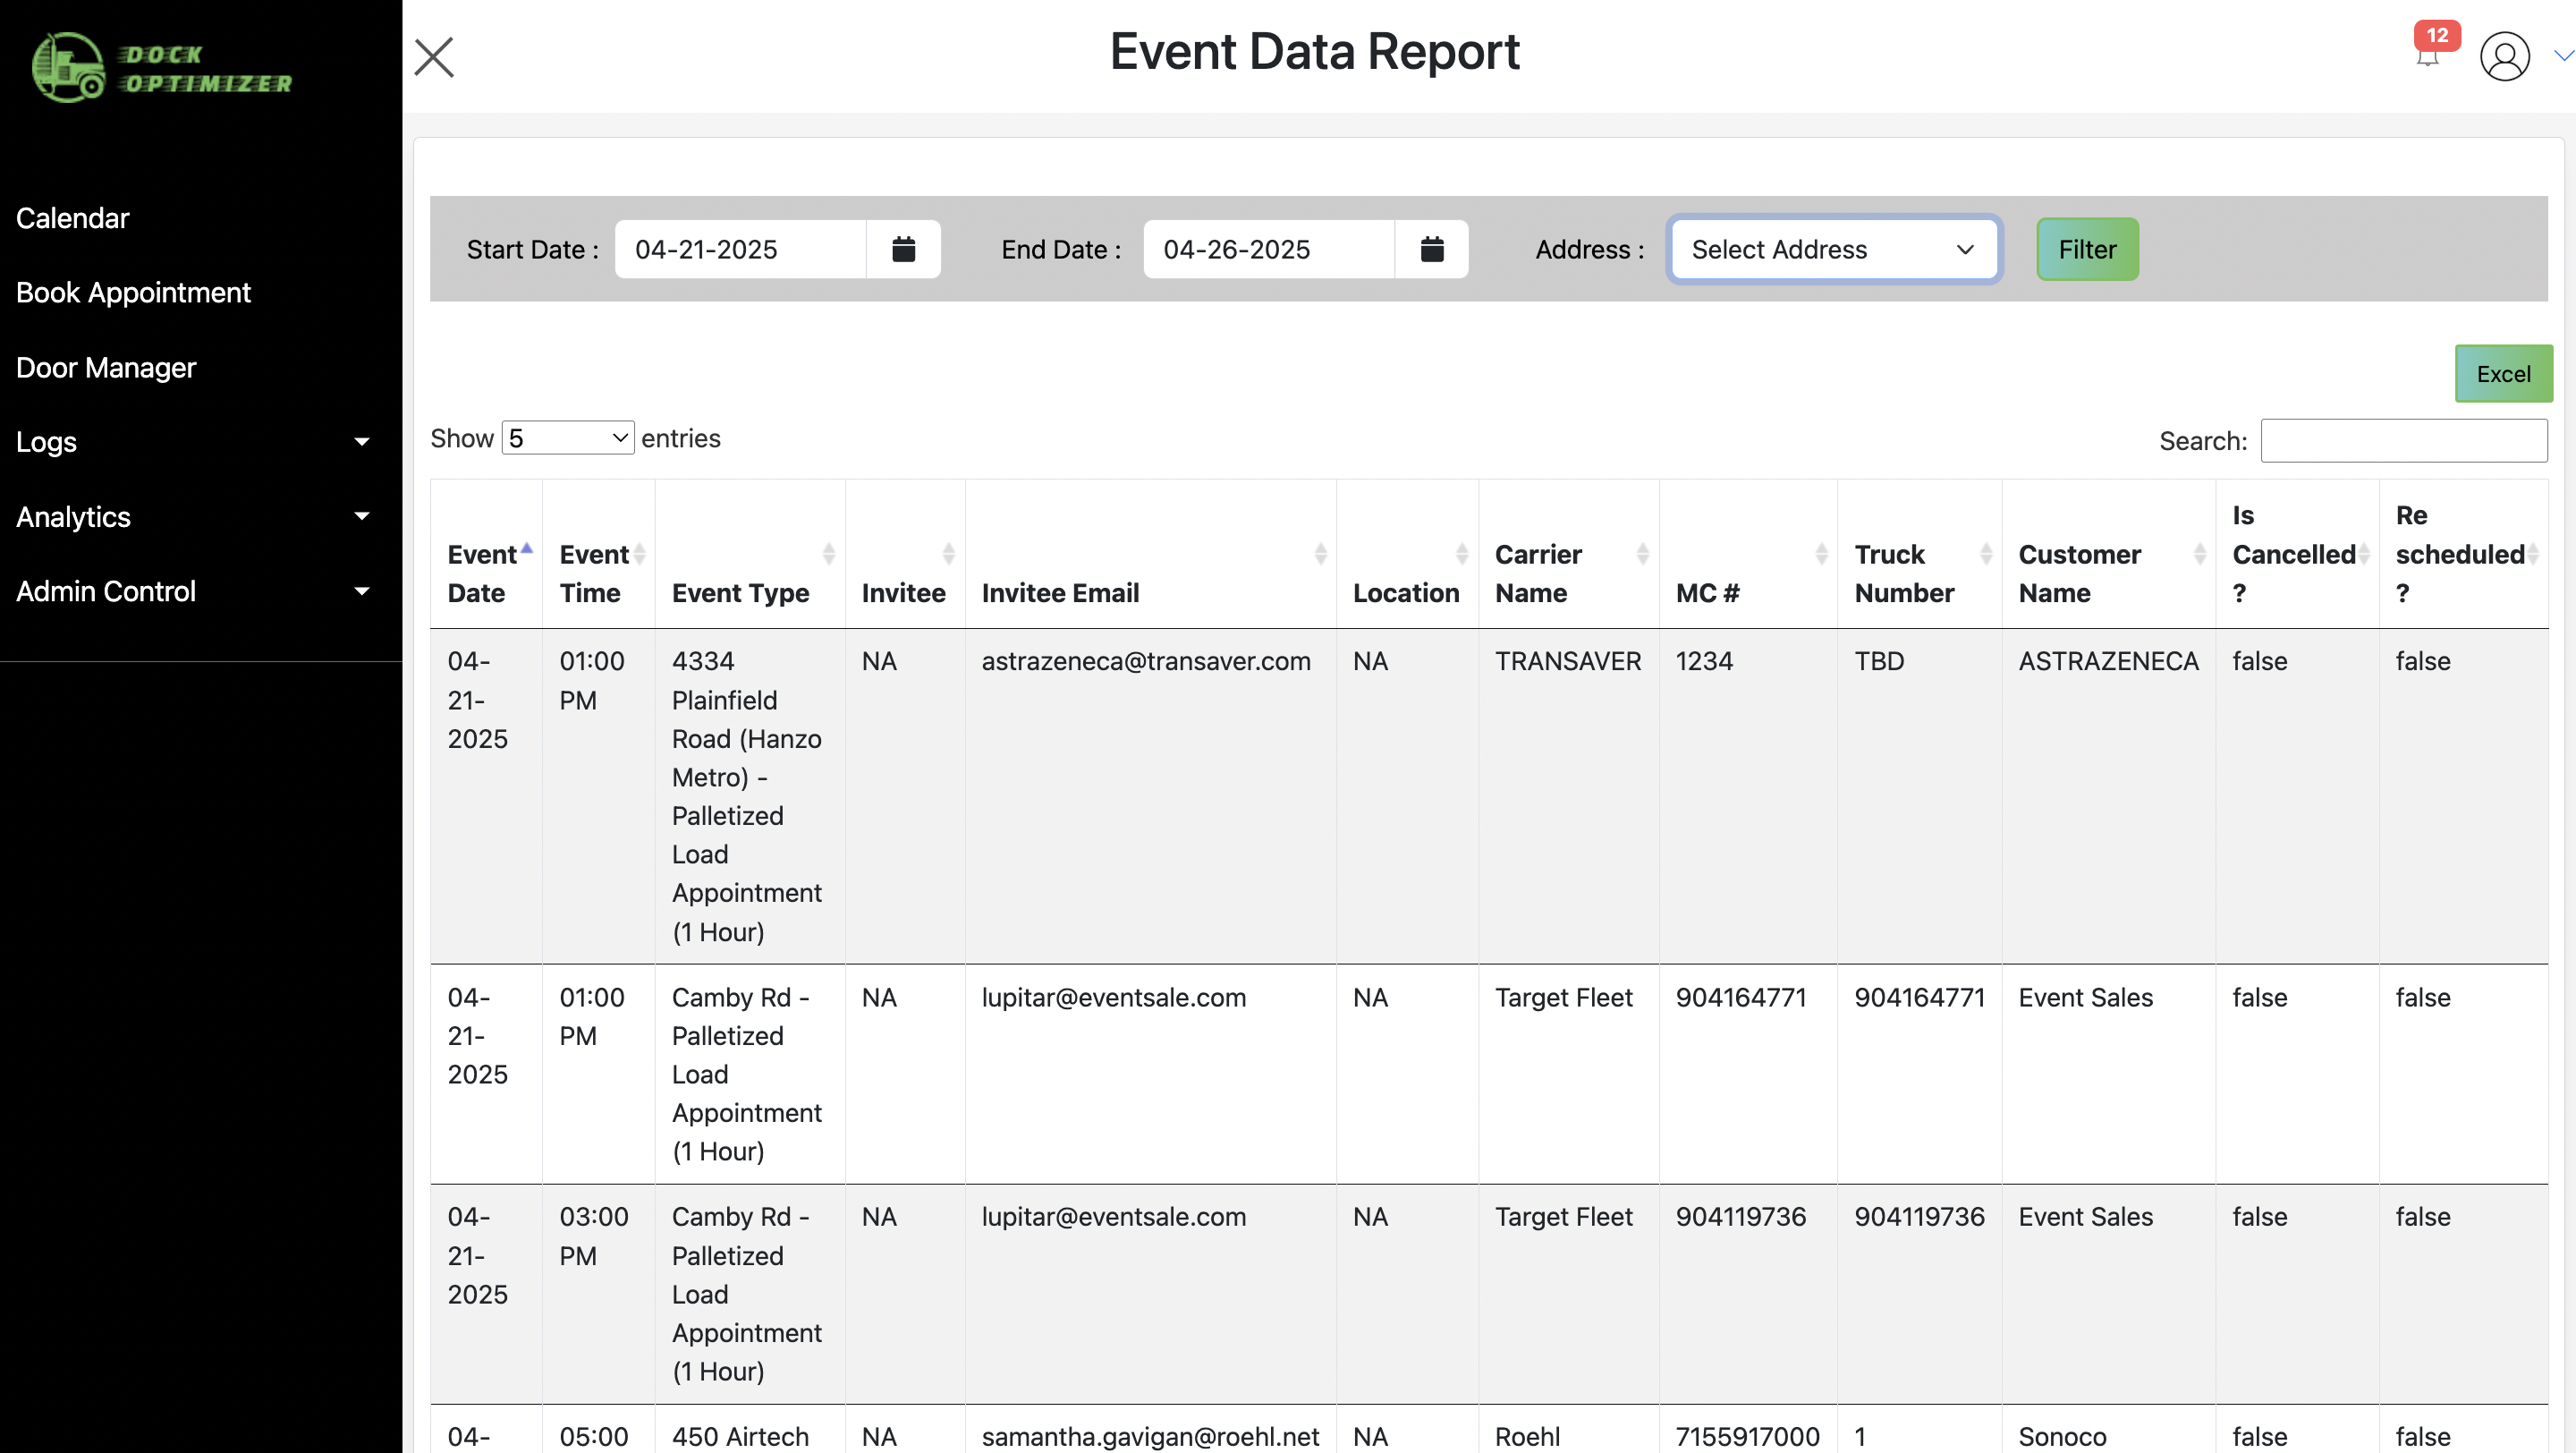 DOCK
OPTIMIZER
Event Data Report
12
Calendar
Book Appointment
Door Manager
Logs
Analytics
Admin Control
Start Date : 04-21-2025 End Date : 04-26-2025 Address : Select Address Filter
Excel
Show 5 entries Search:
Is Re
Event Event Carrier Truck Customer Cancelled scheduled
Date Time Event Type Invitee Invitee Email Location Name MC # Number Name ? ?
04- 01:00 4334 NA astrazeneca@transaver.com NA TRANSAVER 1234 TBD ASTRAZENECA false false
21- PM Plainfield
2025 Road (Hanzo
Metro) -
Palletized
Load
Appointment
(1 Hour)
04- 01:00 Camby Rd - NA lupitar@eventsale.com NA Target Fleet 904164771 904164771 Event Sales false false
21- PM Palletized
2025 Load
Appointment
(1 Hour)
04- 03:00 Camby Rd - NA lupitar@eventsale.com NA Target Fleet 904119736 904119736 Event Sales false false
21- PM Palletized
2025 Load
Appointment
(1 Hour)
04- 05:00 450 Airtech NA samantha.gavigan@roehl.net NA Roehl 7155917000 1 Sonoco false false